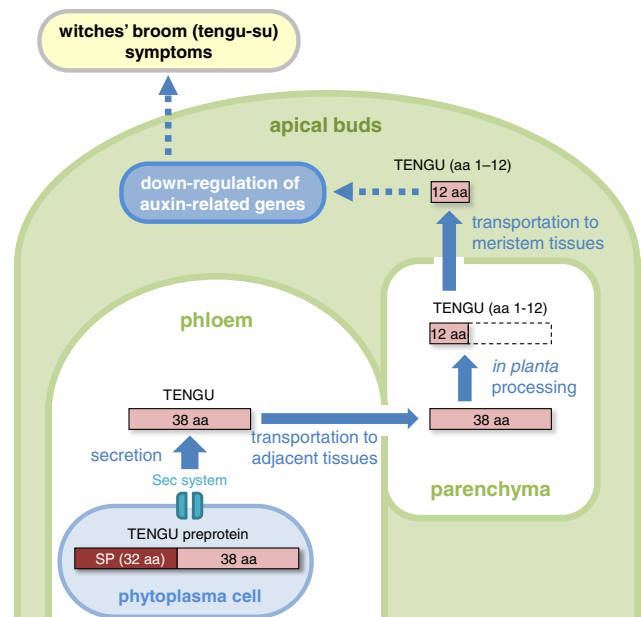 witches' broom (tengu-su)
symptoms
apical buds
TENGU (aa 1–12)
12 aa
down-regulation of
auxin-related genes
transportation to
meristem tissues
TENGU (aa 1-12)
12 aa
phloem
in planta
processing
TENGU
38 aa
38 aa
transportation to
adjacent tissues
secretion
Sec system
parenchyma
TENGU preprotein
SP (32 aa)
38 aa
phytoplasma cell